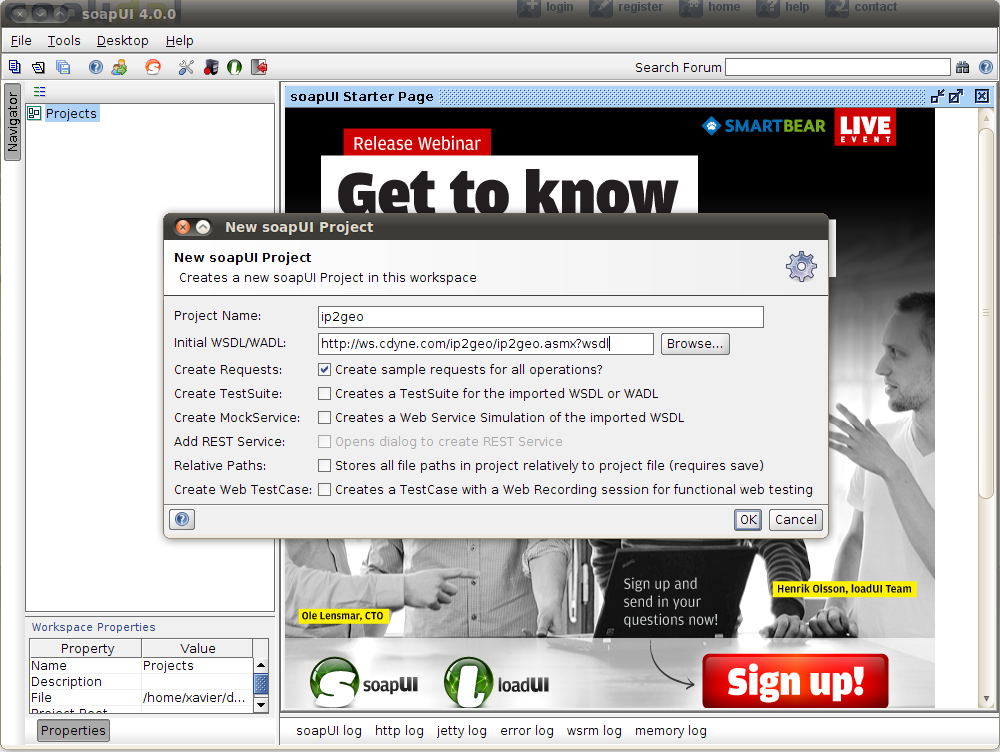 soapUI 4.0.0
login register home help contact
File Tools Desktop Help
Search Forum
Navigator
Projects
soapUI Starter Page
SMARTBEAR
LIVE
EVENT
Release Webinar
Get to know
New soapUI Project
New soapUI Project
Creates a new soapUI Project in this workspace
Project Name: ip2geo
Initial WSDL/WADL: http://ws.cdyne.com/ip2geo/ip2geo.asmx?wsdl Browse...
Create Requests: Create sample requests for all operations?
Create TestSuite: Creates a TestSuite for the imported WSDL or WADL
Create MockService: Creates a Web Service Simulation of the imported WSDL
Add REST Service: Opens dialog to create REST Service
Relative Paths: Stores all file paths in project relatively to project file (requires save)
Create Web TestCase: Creates a TestCase with a Web Recording session for functional web testing
OK Cancel
Sign up and
send in your
questions now!
Henrik Olsson, loadUI Team
Ole Lensmar, CTO
soapUI
loadUI
Sign up!
Workspace Properties
Property Value
Name Projects
Description
File /home/xavier/d...
Project Root
Properties
soapUI log http log jetty log error log wsrm log memory log